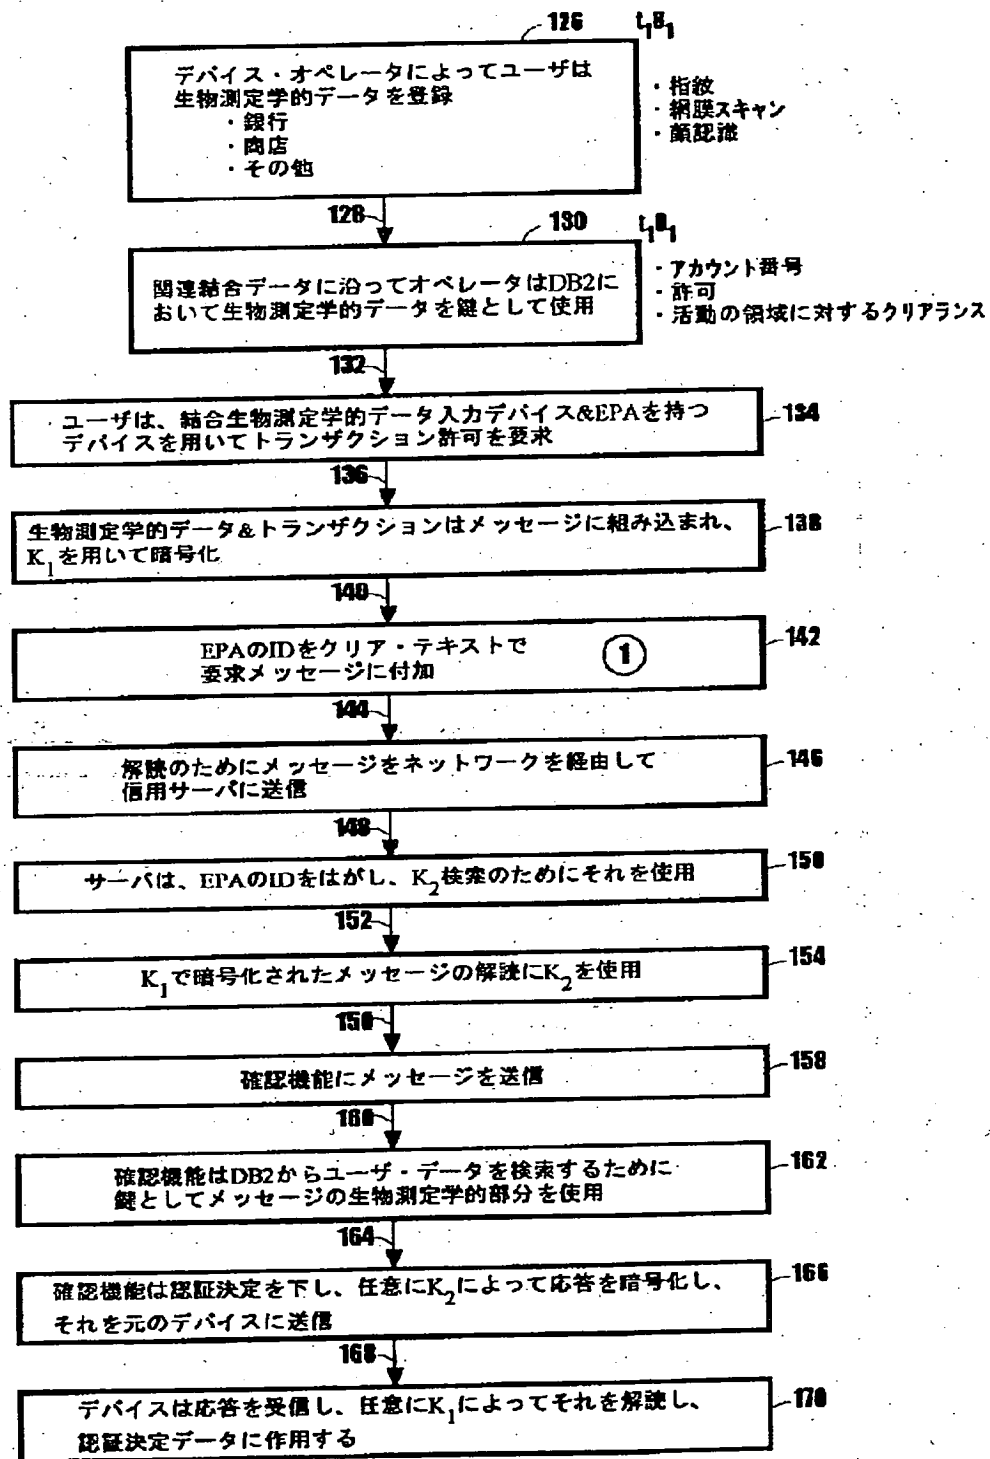 126
t₁B₁
デバイス・オペレータによってユーザは
生物測定学的データを登録
・銀行
・商店
・その他
・指紋
・網膜スキャン
・顔認識
128
130
関連結合データに沿ってオペレータはDB2に
おいて生物測定学的データを鍵として使用
・アカウント番号
・許可
・活動の領域に対するクリアランス
132
134
ユーザは、結合生物測定学的データ入力デバイス&EPAを持つ
デバイスを用いてトランザクション許可を要求
136
138
生物測定学的データ&トランザクションはメッセージに組み込まれ、
K₁を用いて暗号化
140
142
EPAのIDをクリア・テキストで
要求メッセージに付加
1
144
146
解読のためにメッセージをネットワークを経由して
信用サーバに送信
148
150
サーバは、EPAのIDをはがし、K₂検索のためにそれを使用
152
154
K₁で暗号化されたメッセージの解読にK₂を使用
156
158
確認機能にメッセージを送信
160
162
確認機能はDB2からユーザ・データを検索するために
鍵としてメッセージの生物測定学的部分を使用
164
166
確認機能は認証決定を下し、任意にK₂によって応答を暗号化し、
それを元のデバイスに送信
168
170
デバイスは応答を受信し、任意にK₁によってそれを解読し、
認証決定データに作用する